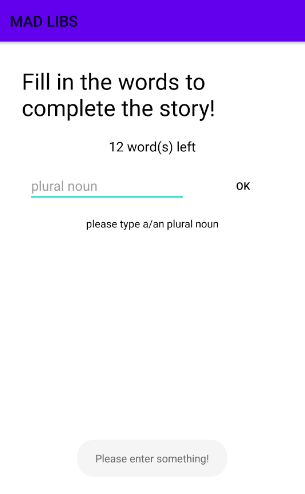 MAD LIBS
Fill in the words to
complete the story!
12 word(s) left
plural noun
OK
please type a/an plural noun
Please enter something!